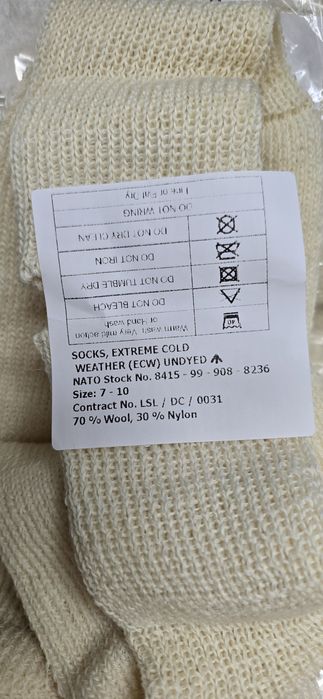 SOCKS, EXTREME COLD
WEATHER (ECW) UNDYED
NATO Stock No. 8415 - 99 - 908 - 8236
Size: 7 - 10
Contract No. LSL / DC / 0031
70 % Wool, 30 % Nylon
40
Warm wash Very mild action
or Hand wash
DO NOT BLEACH
DO NOT TUMBLE DRY
DO NOT IRON
DO NOT DRY CLEAN
DO NOT WRING
Line or Flat Dry